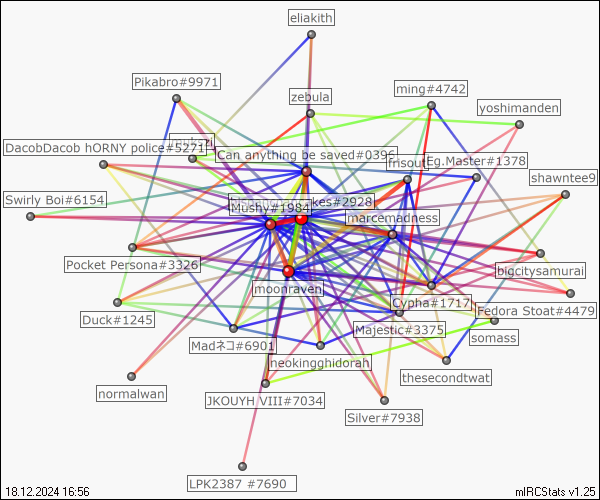 eliakith
Pikabro#9971
ming#4742
zebula
yoshimanden
DacobDacob hORNY police#5271
Can anything be saved#0396
frisout
Eg.Master#1378
shawntee9
Swirly Boi#6154
Mushy#1984
kes#2928
marcemadness
Pocket Persona#3326
bigcitysamurai
moonraven
Cypha#1717
Fedora Stoat#4479
Duck#1245
Majestic#3375
somass
Madネコ#6901
neokingghidorah
thesecondtwat
normalwan
JKOUYH VIII#7034
Silver#7938
LPK2387 #7690
18.12.2024 16:56
mIRCStats v1.25